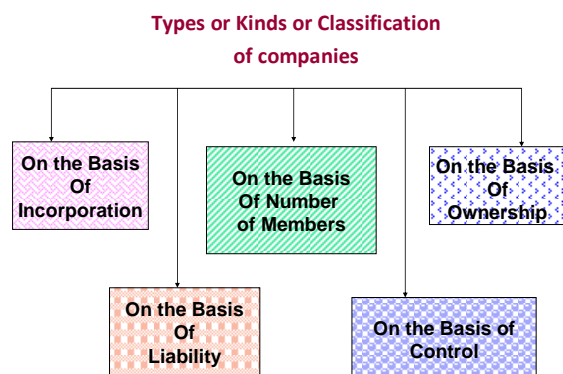 Types or Kinds or Classification
of companies
On the Basis
Of
Incorporation
On the Basis
Of Number
of Members
On the Basis
Of
Ownership
On the Basis
Of
Liability
On the Basis of
Control